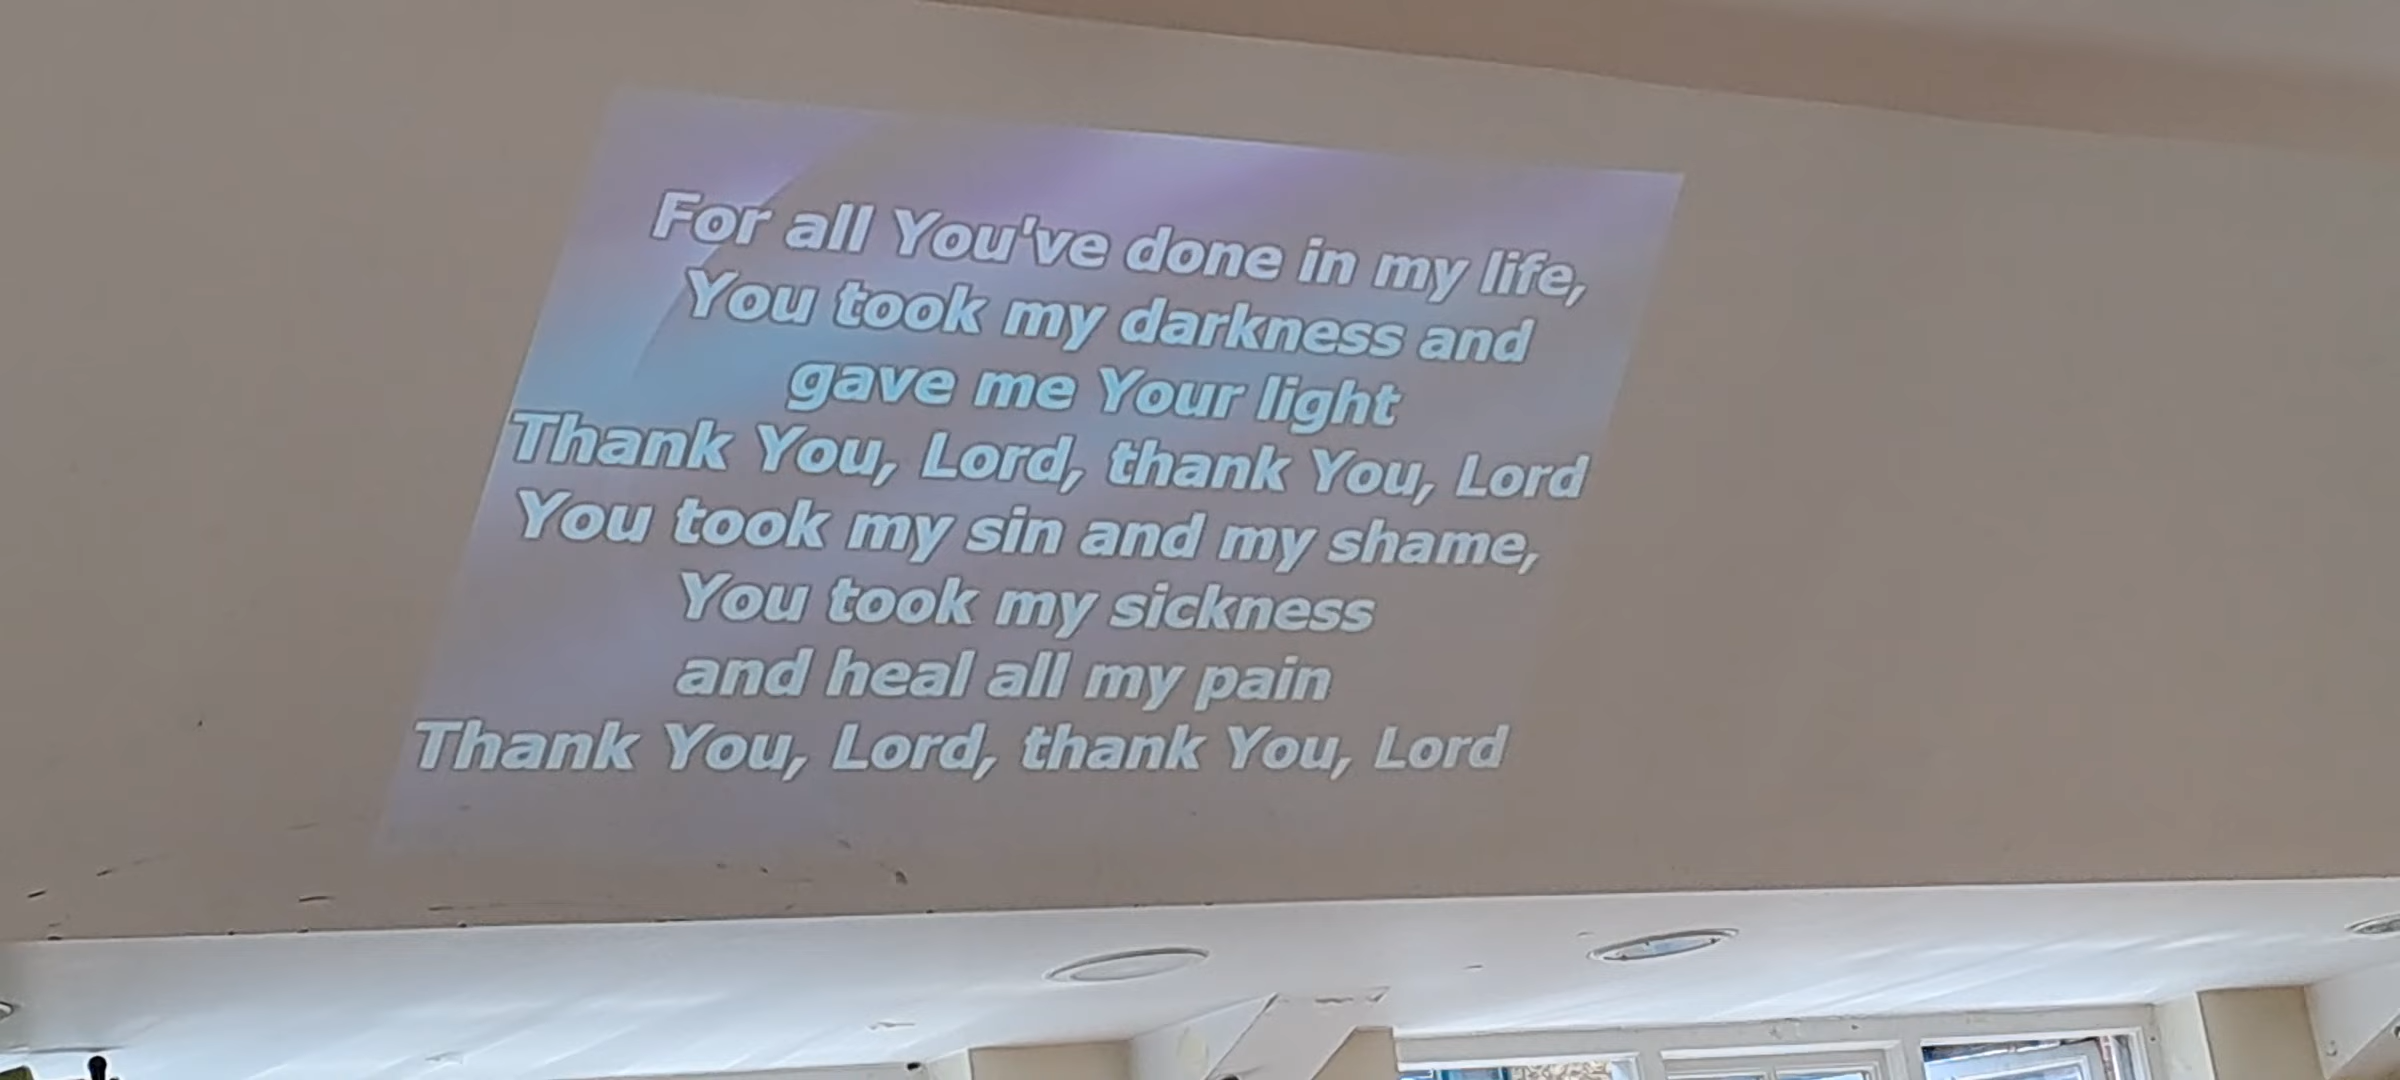 For all You've done in my life,
You took my darkness and
gave me Your light
Thank You, Lord, thank You, Lord
You took my sin and my shame,
You took my sickness
and heal all my pain
Thank You, Lord, thank You, Lord